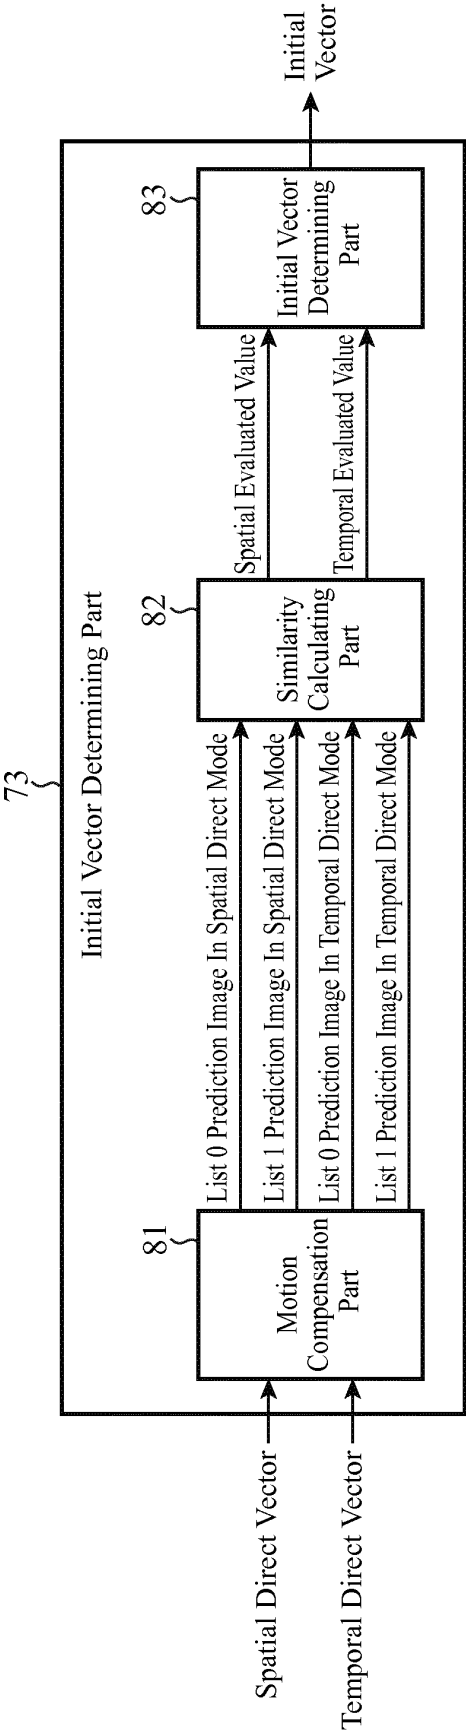 73
Initial Vector Determining Part
Spatial Direct Vector
Temporal Direct Vector
81
Motion
Compensation
Part
List 0 Prediction Image In Spatial Direct Mode
List 1 Prediction Image In Spatial Direct Mode
List 0 Prediction Image In Temporal Direct Mode
List 1 Prediction Image In Temporal Direct Mode
82
Similarity
Calculating
Part
Spatial Evaluated Value
Temporal Evaluated Value
83
Initial Vector
Determining
Part
Initial
Vector